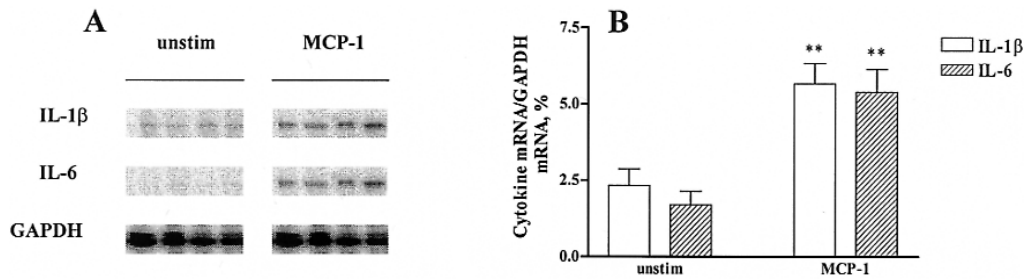 A
unstim MCP-1
IL-1β
IL-6
GAPDH
B
Cytokine mRNA/GAPDH
mRNA, %
7.5
5.0
2.5
0.0
** **
unstim MCP-1
IL-1β
IL-6